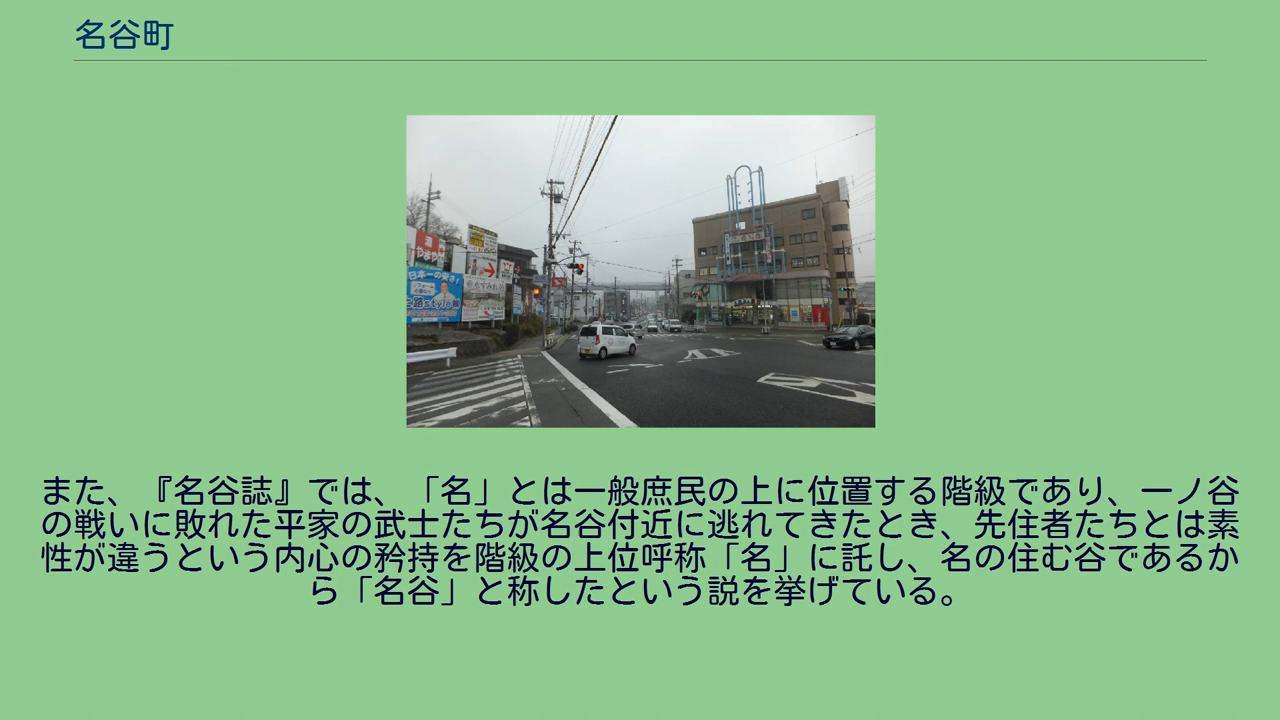 名谷町
酒
やまや
日本一の安さ!
また、『名谷誌』では、「名」とは一般庶民の上に位置する階級であり、一ノ谷
の戦いに敗れた平家の武士たちが名谷付近に逃れてきたとき、先住者たちとは素
性が違うという内心の矜持を階級の上位呼称「名」に託し、名の住む谷であるか
ら「名谷」と称したという説を挙げている。